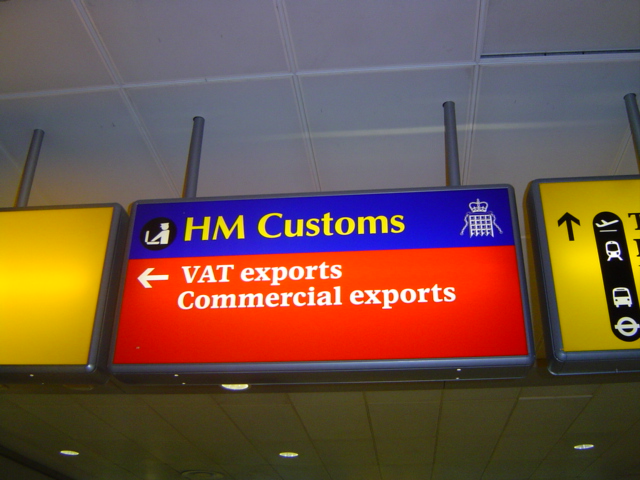 HM Customs
VAT exports
Commercial exports